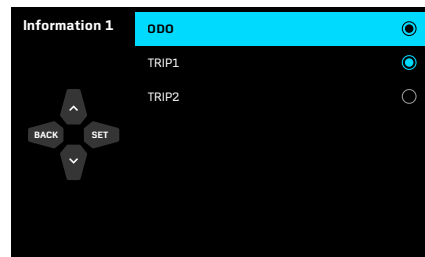 Information 1
ODO
TRIP1
TRIP2
BACK
SET